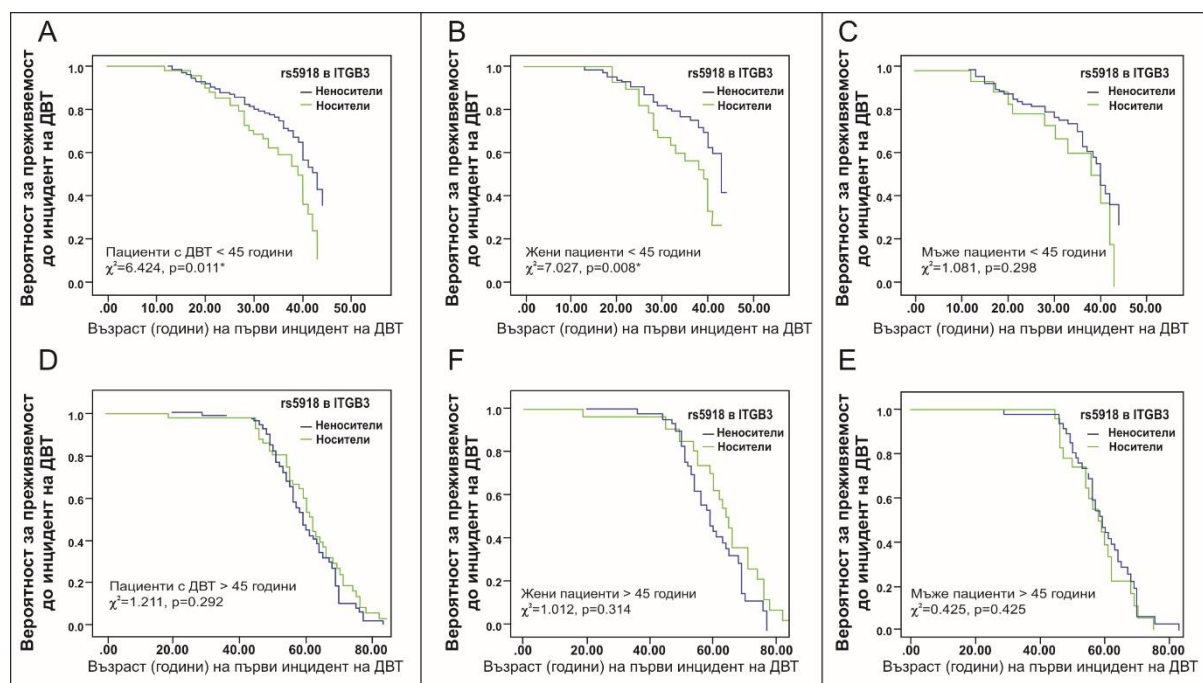 A
Вероятност за преживяемост
до инцидент на ДВТ
1.0
0.8
0.6
0.4
0.2
0.0
rs5918 в ITGB3
Неносители
Носители
Пациенти с ДВТ < 45 години
χ²=6.424, p=0.011*
.00 10.00 20.00 30.00 40.00 50.00
Възраст (години) на първи инцидент на ДВТ
B
Вероятност за преживяемост
до инцидент на ДВТ
1.0
0.8
0.6
0.4
0.2
0.0
rs5918 в ITGB3
Неносители
Носители
Жени пациенти < 45 години
χ²=7.027, p=0.008*
.00 10.00 20.00 30.00 40.00 50.00
Възраст (години) на първи инцидент на ДВТ
C
Вероятност за преживяемост
до инцидент на ДВТ
1.0
0.8
0.6
0.4
0.2
0.0
rs5918 в ITGB3
Неносители
Носители
Мъже пациенти < 45 години
χ²=1.081, p=0.298
.00 10.00 20.00 30.00 40.00 50.00
Възраст (години) на първи инцидент на ДВТ
D
Вероятност за преживяемост
до инцидент на ДВТ
1.0
0.8
0.6
0.4
0.2
0.0
rs5918 в ITGB3
Неносители
Носители
Пациенти с ДВТ > 45 години
χ²=1.211, p=0.292
.00 20.00 40.00 60.00 80.00
Възраст (години) на първи инцидент на ДВТ
F
Вероятност за преживяемост
до инцидент на ДВТ
1.0
0.8
0.6
0.4
0.2
0.0
rs5918 в ITGB3
Неносители
Носители
Жени пациенти > 45 години
χ²=1.012, p=0.314
.00 20.00 40.00 60.00 80.00
Възраст (години) на първи инцидент на ДВТ
E
Вероятност за преживяемост
до инцидент на ДВТ
1.0
0.8
0.6
0.4
0.2
0.0
rs5918 в ITGB3
Неносители
Носители
Мъже пациенти > 45 години
χ²=0.425, p=0.425
.00 20.00 40.00 60.00 80.00
Възраст (години) на първи инцидент на ДВТ